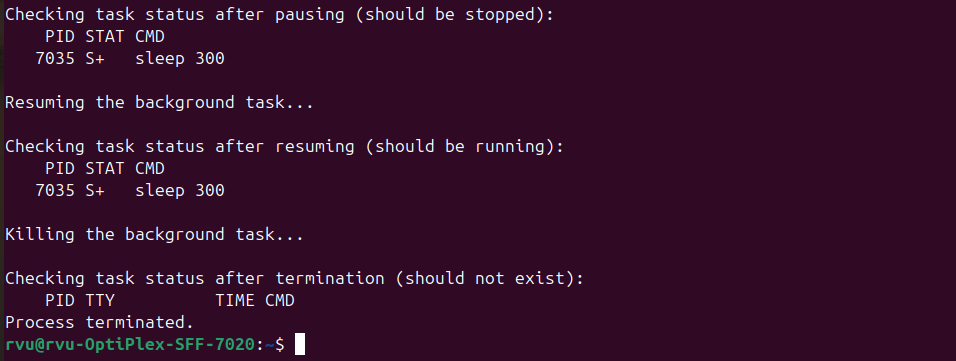 Checking task status after pausing (should be stopped):
    PID STAT CMD
   7035 S+   sleep 300
Resuming the background task...
Checking task status after resuming (should be running):
    PID STAT CMD
   7035 S+   sleep 300
Killing the background task...
Checking task status after termination (should not exist):
    PID TTY          TIME CMD
Process terminated.
rvu@rvu-OptiPlex-SFF-7020:~$